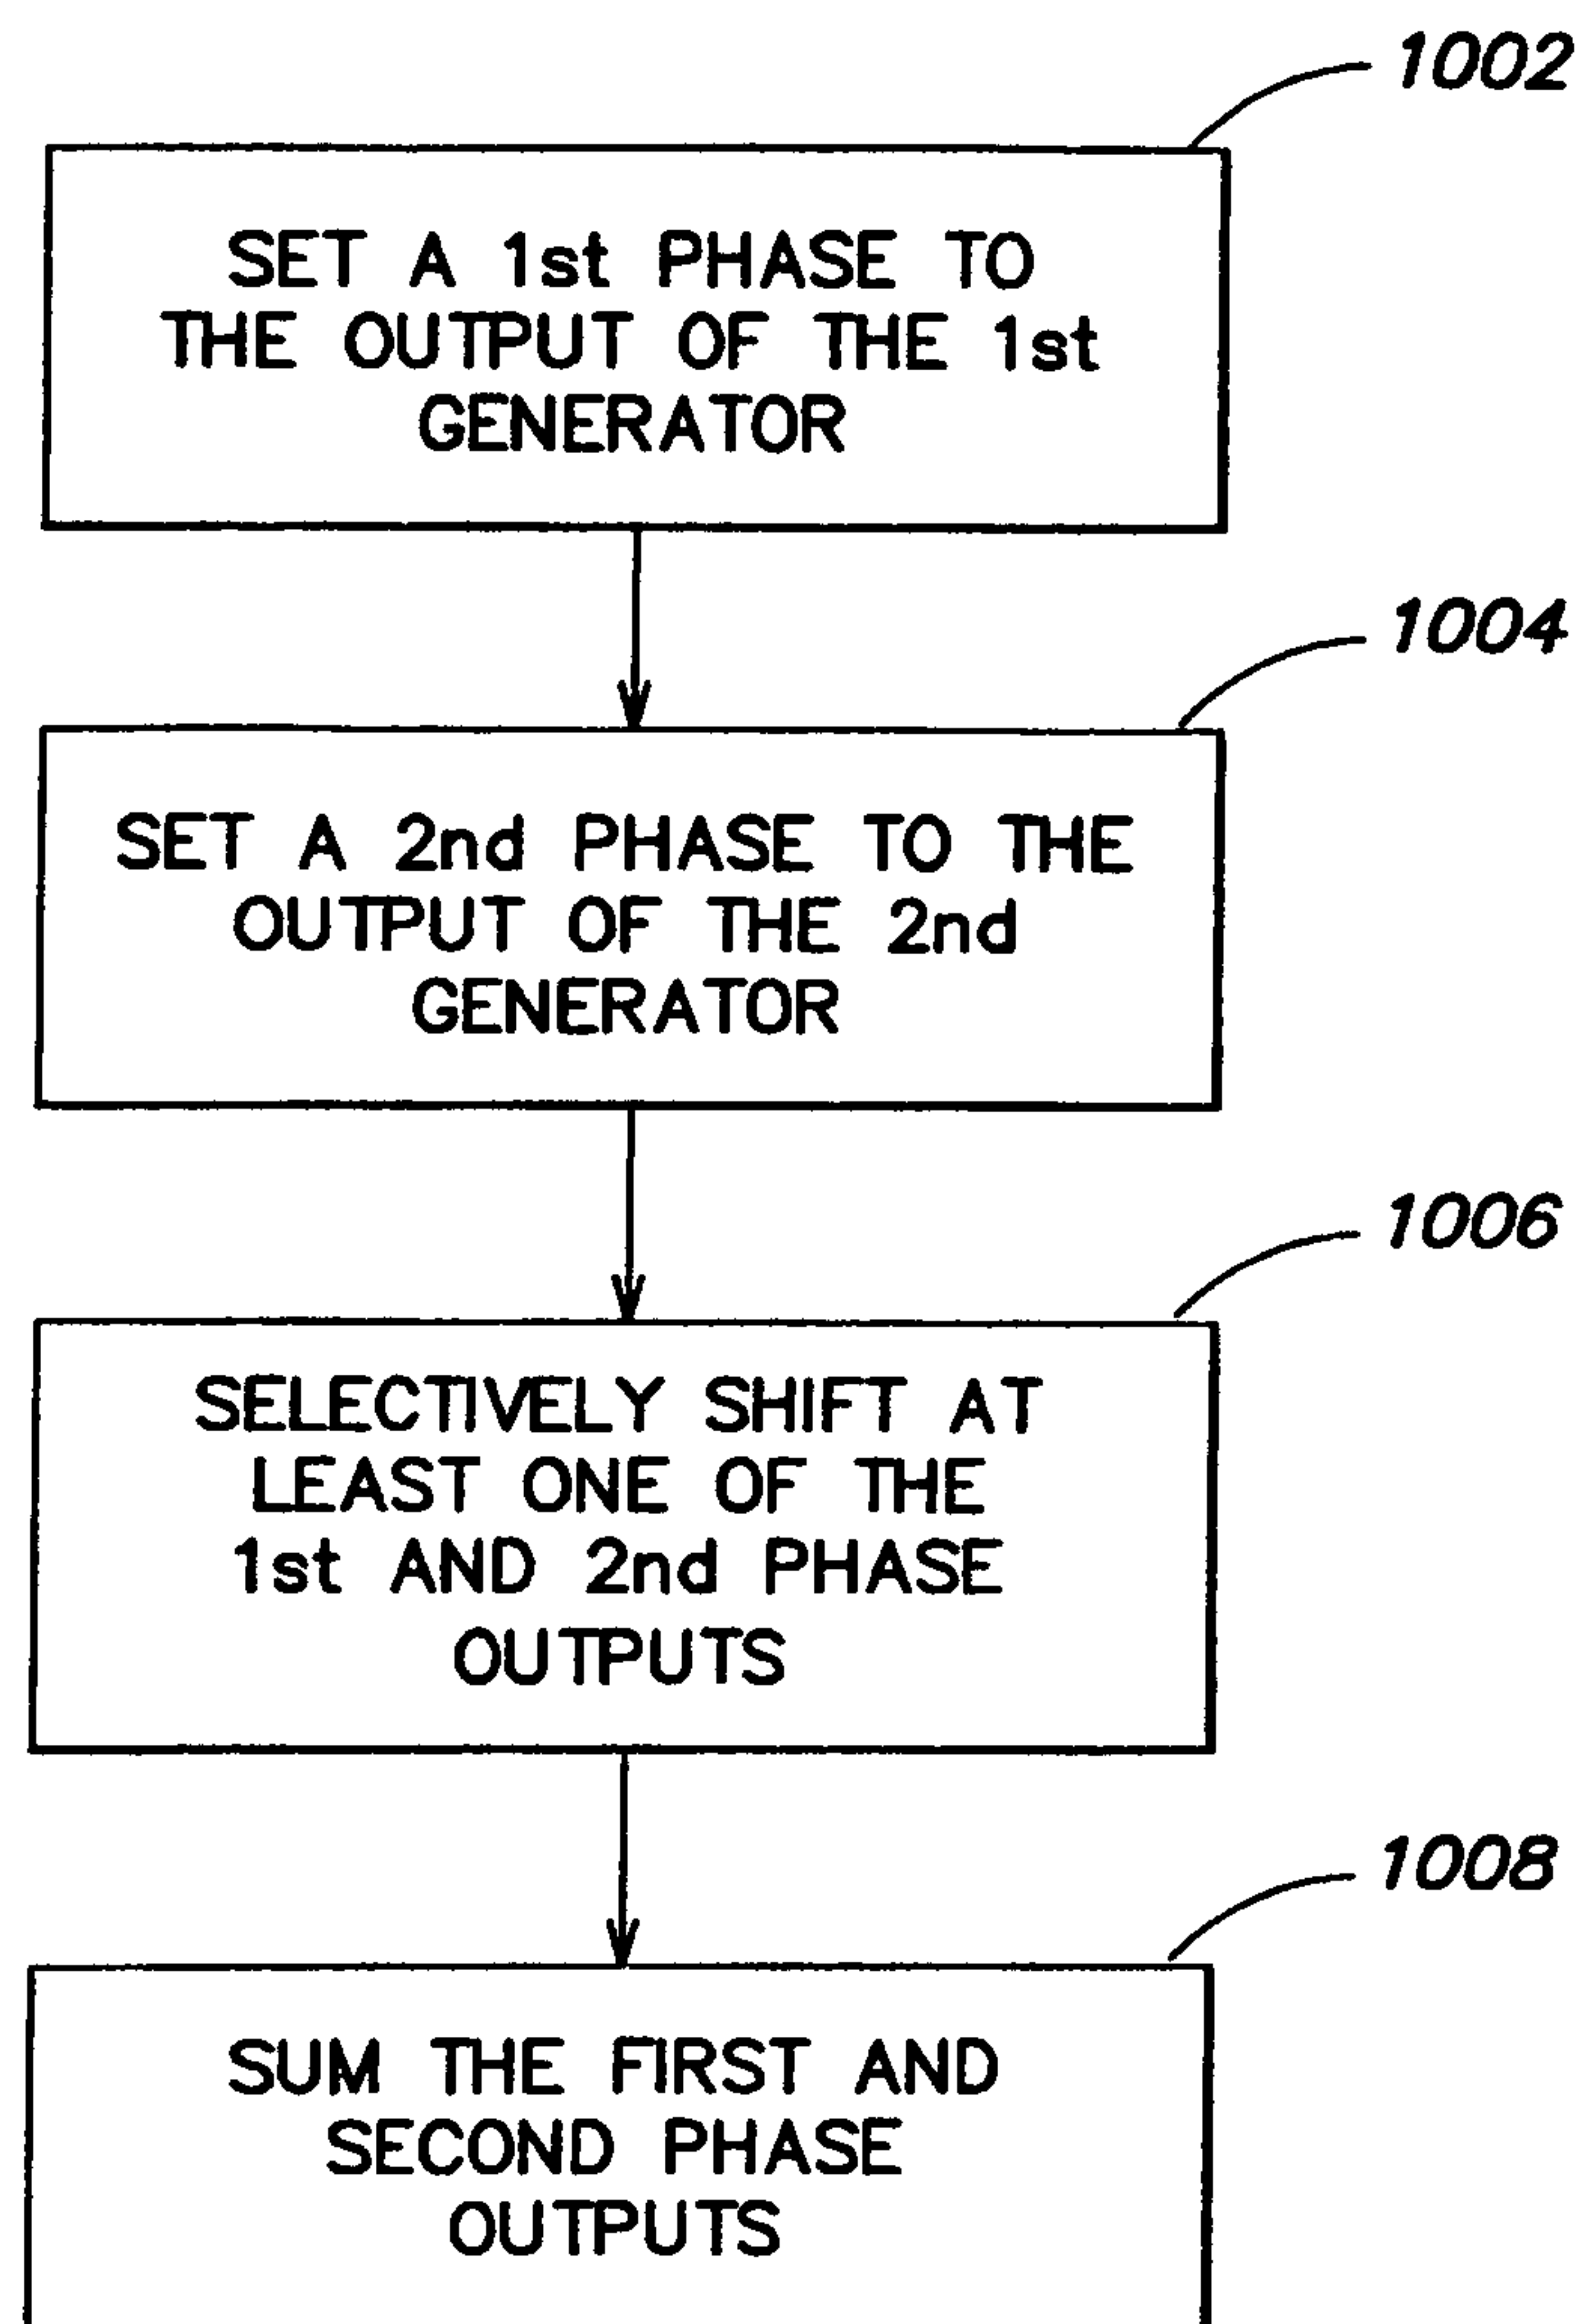 1002
SET A 1st PHASE TO
THE OUTPUT OF THE 1st
GENERATOR
1004
SET A 2nd PHASE TO THE
OUTPUT OF THE 2nd
GENERATOR
1006
SELECTIVELY SHIFT AT
LEAST ONE OF THE
1st AND 2nd PHASE
OUTPUTS
1008
SUM THE FIRST AND
SECOND PHASE
OUTPUTS